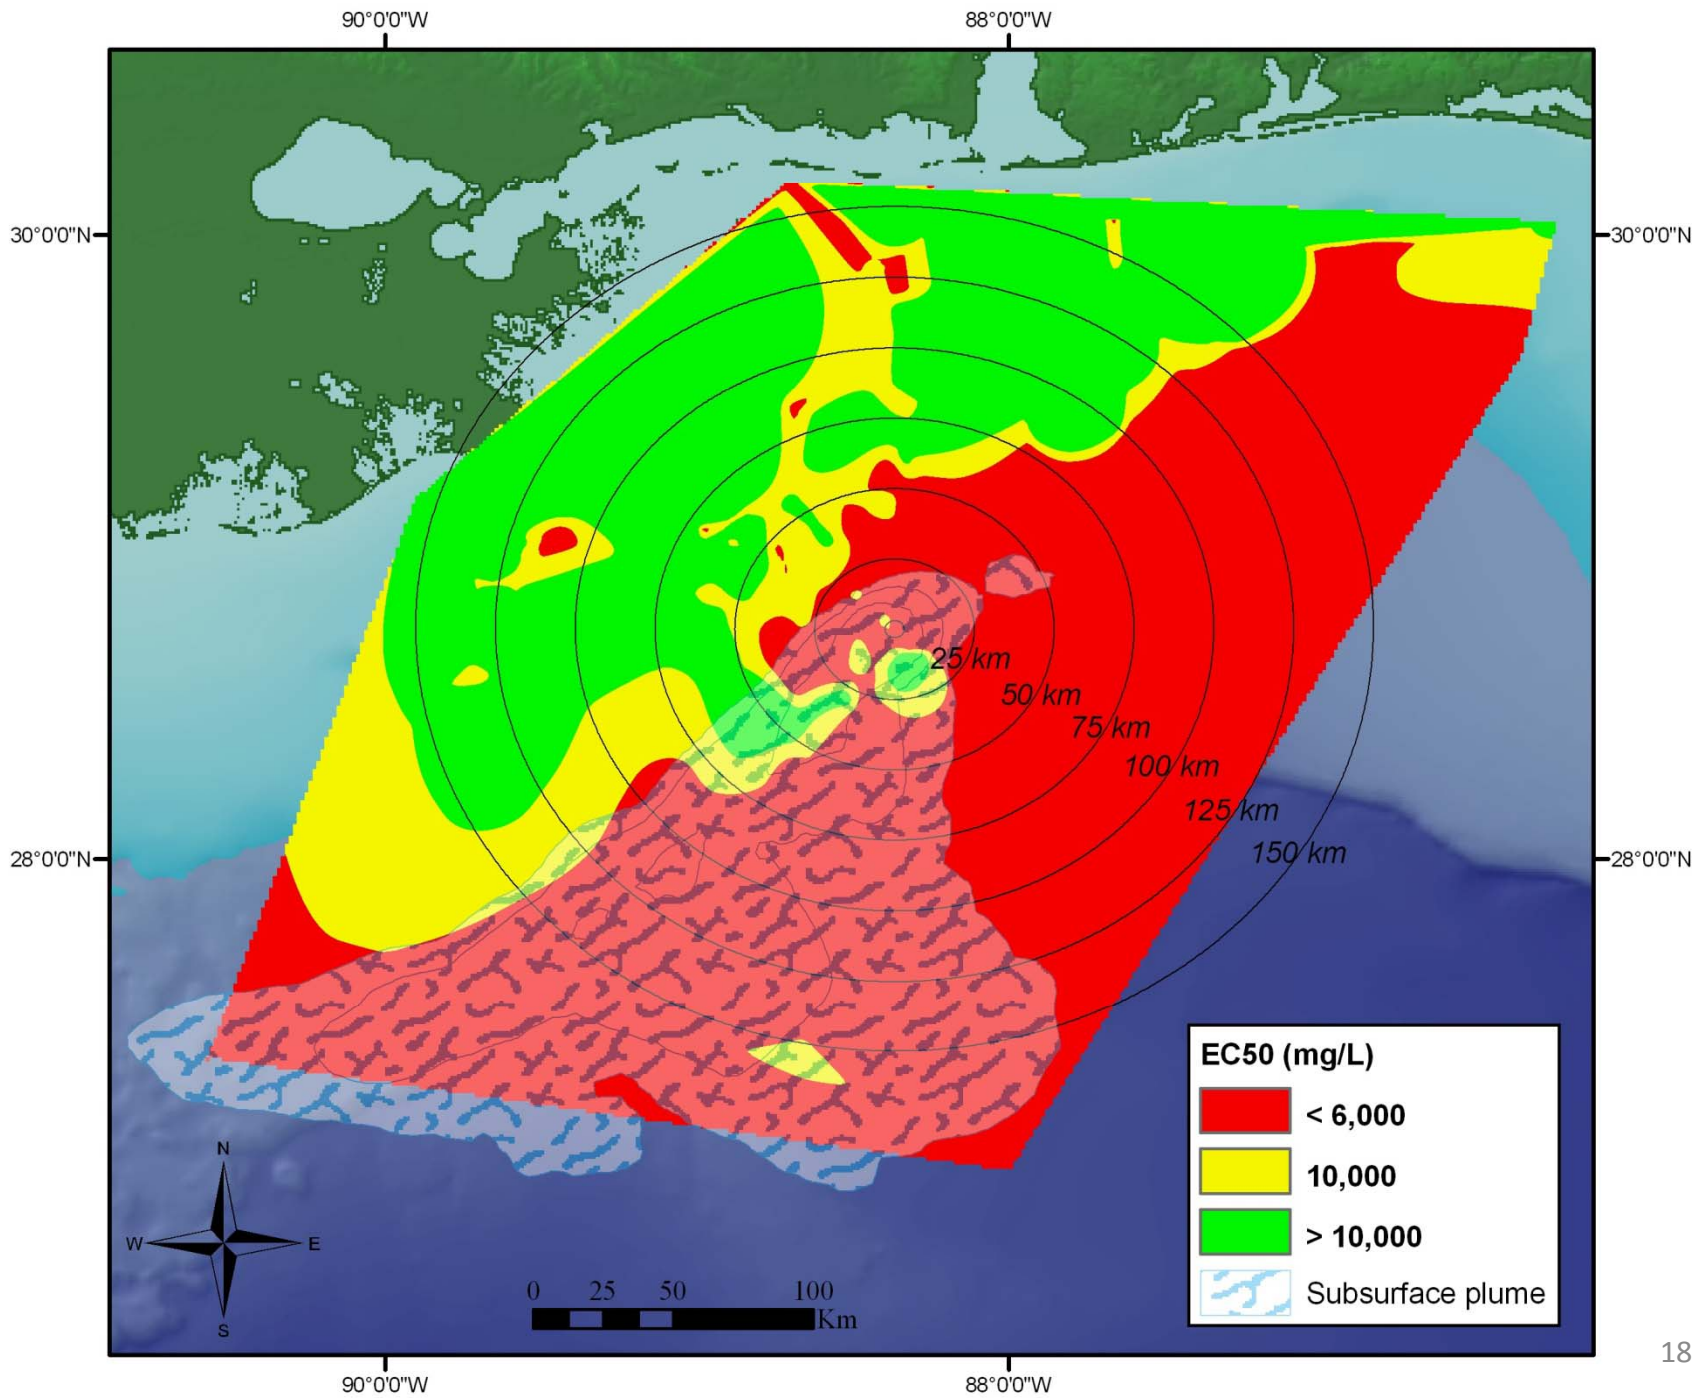 90°0'0"W
88°0'0"W
30°0'0"N
30°0'0"N
25 km
50 km
75 km
100 km
125 km
150 km
28°0'0"N
28°0'0"N
EC50 (mg/L)
< 6,000
10,000
> 10,000
Subsurface plume
N
W
E
S
0
25
50
100
Km
90°0'0"W
88°0'0"W
18